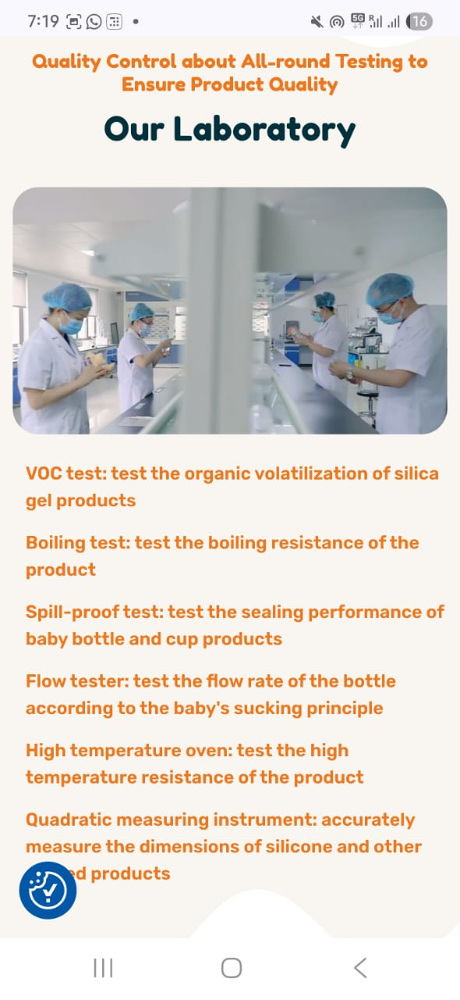 7:19
5G
R
16
Quality Control about All-round Testing to
Ensure Product Quality
Our Laboratory
VOC test: test the organic volatilization of silica
gel products
Boiling test: test the boiling resistance of the
product
Spill-proof test: test the sealing performance of
baby bottle and cup products
Flow tester: test the flow rate of the bottle
according to the baby's sucking principle
High temperature oven: test the high
temperature resistance of the product
Quadratic measuring instrument: accurately
measure the dimensions of silicone and other
products